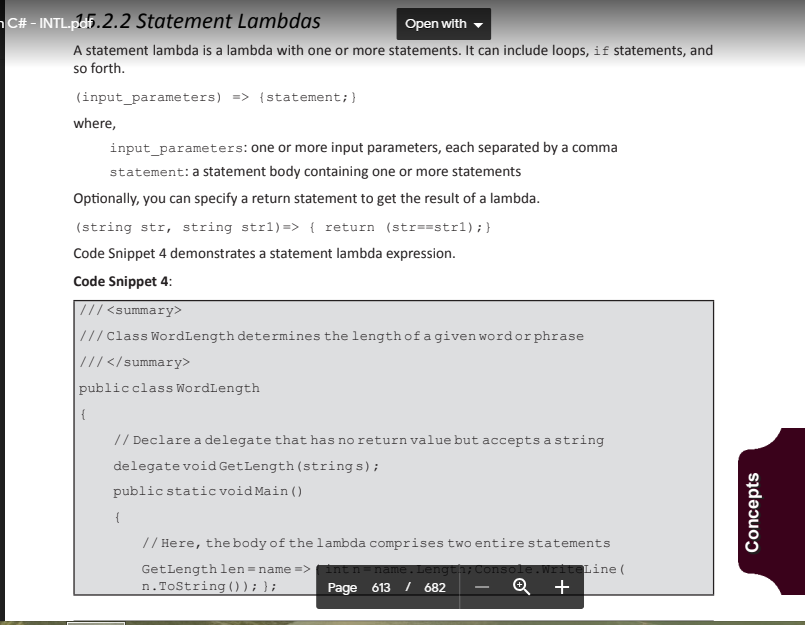 n C# - INTL.pdf
15.2.2 Statement Lambdas
Open with
A statement lambda is a lambda with one or more statements. It can include loops, if statements, and
so forth.
(input_parameters) => {statement;}
where,
input_parameters: one or more input parameters, each separated by a comma
statement: a statement body containing one or more statements
Optionally, you can specify a return statement to get the result of a lambda.
(string str, string str1)=> { return (str==str1);}
Code Snippet 4 demonstrates a statement lambda expression.
Code Snippet 4:
/// <summary>
/// Class WordLength determines the length of a given word or phrase
/// </summary>
public class WordLength
{
// Declare a delegate that has no return value but accepts a string
delegate void GetLength(string s);
public static void Main()
{
// Here, the body of the lambda comprises two entire statements
GetLength len = name => { int n = name.Length; Console.WriteLine(
n.ToString()); };
Page 613 / 682
Concepts